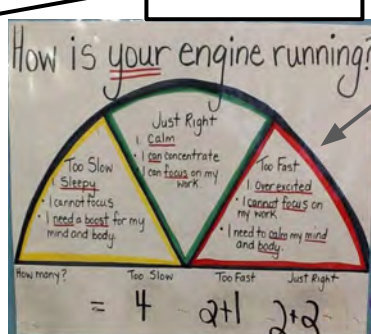 How is your engine running?
Just Right
1. Calm
• I can concentrate
I can focus on my
work.
Too Slow
1. Sleepy
• I cannot focus
• I need a boost for my
mind and body.
Too Fast
1. Overexcited
• I cannot focus on
my work.
• I need to calm my mind
and body.
How many? Too Slow Too Fast Just Right
= 4 2+1 2+2